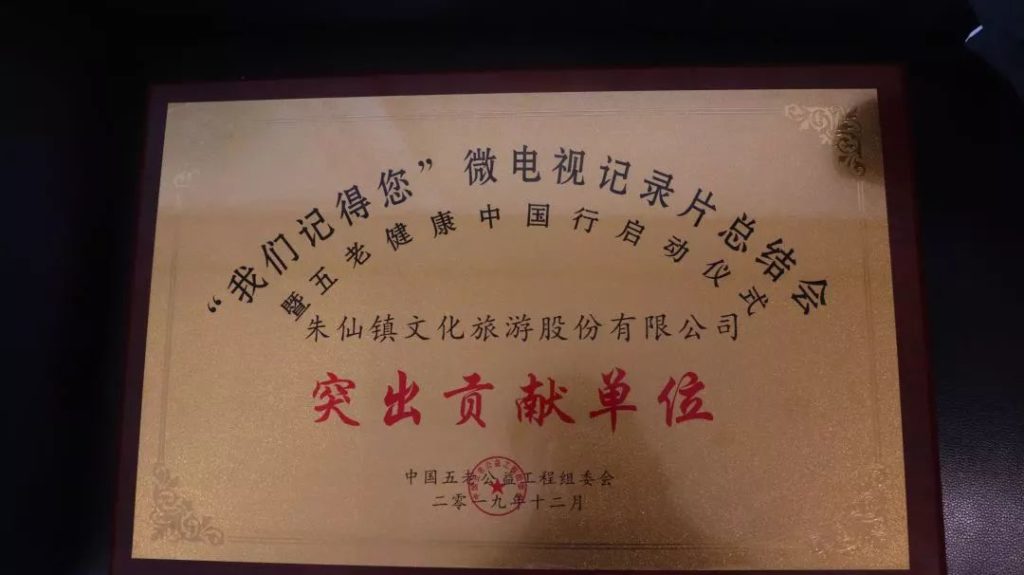 “我们记得您”微电视记录片总结会
暨五老健康中国行启动仪式
朱仙镇文化旅游股份有限公司
突出贡献单位
中国五老公益工程组委会
二零一九年十二月